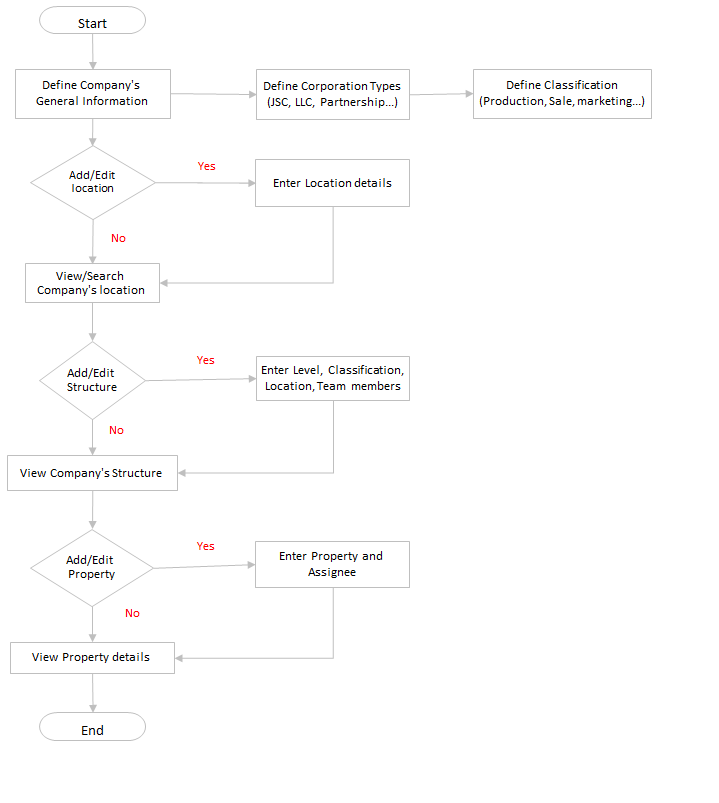 Start
Define Company's
General Information
Define Corporation Types
(JSC, LLC, Partnership...)
Define Classification
(Production, Sale, marketing...)
Add/Edit
location
Yes
Enter Location details
No
View/Search
Company's location
Add/Edit
Structure
Yes
Enter Level, Classification,
Location, Team members
No
View Company's Structure
Add/Edit
Property
Yes
Enter Property and
Assignee
No
View Property details
End